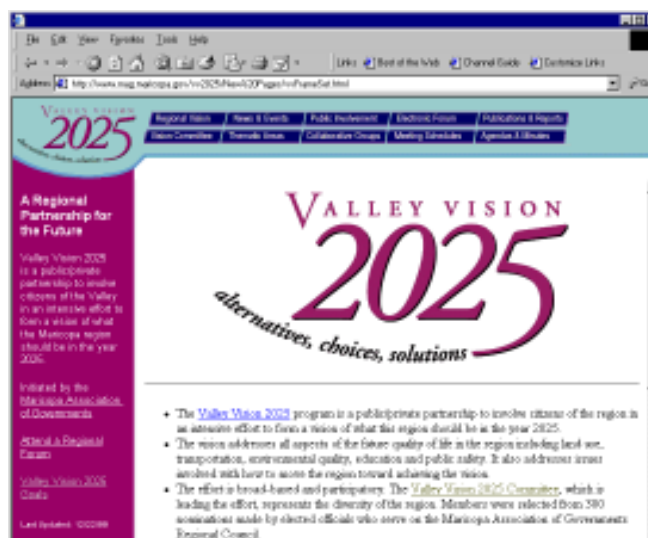 File Edit View Favorites Tools Help
Links Best of the Web Channel Guide Customize Links
Address http://www.mag.maricopa.gov/
VALLEY VISION
2025
alternatives, choices, solutions
Regional Vision News & Events Public Involvement Electronic Forum Publications & Reports
Vision Committee Thematic Areas Collaborative Groups Meeting Schedules Agendas & Minutes
A Regional
Partnership for
the Future
Valley Vision 2025
is a public/private
partnership to involve
citizens of the Valley
in an intensive effort to
form a vision of what
the Maricopa region
should be in the year
2025.
Initiated by the
Maricopa Association
of Governments
Attend a Regional
Forum
Valley Vision 2025
Goals
Last Updated:
VALLEY VISION
2025
alternatives, choices, solutions
• The Valley Vision 2025 program is a public/private partnership to involve citizens of the region in
an intensive effort to form a vision of what this region should be in the year 2025.
• The vision addresses all aspects of the future quality of life in the region including land use,
transportation, environmental quality, education and public safety. It also addresses issues
involved with how to move the region toward achieving the vision.
• The effort is broad-based and participatory. The Valley Vision 2025 Committee, which is
leading the effort, represents the diversity of the region. Members were selected from 300
nominations made by elected officials who serve on the Maricopa Association of Governments
Regional Council.